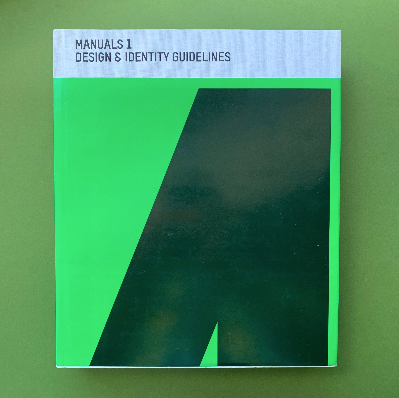 MANUALS 1
DESIGN & IDENTITY GUIDELINES